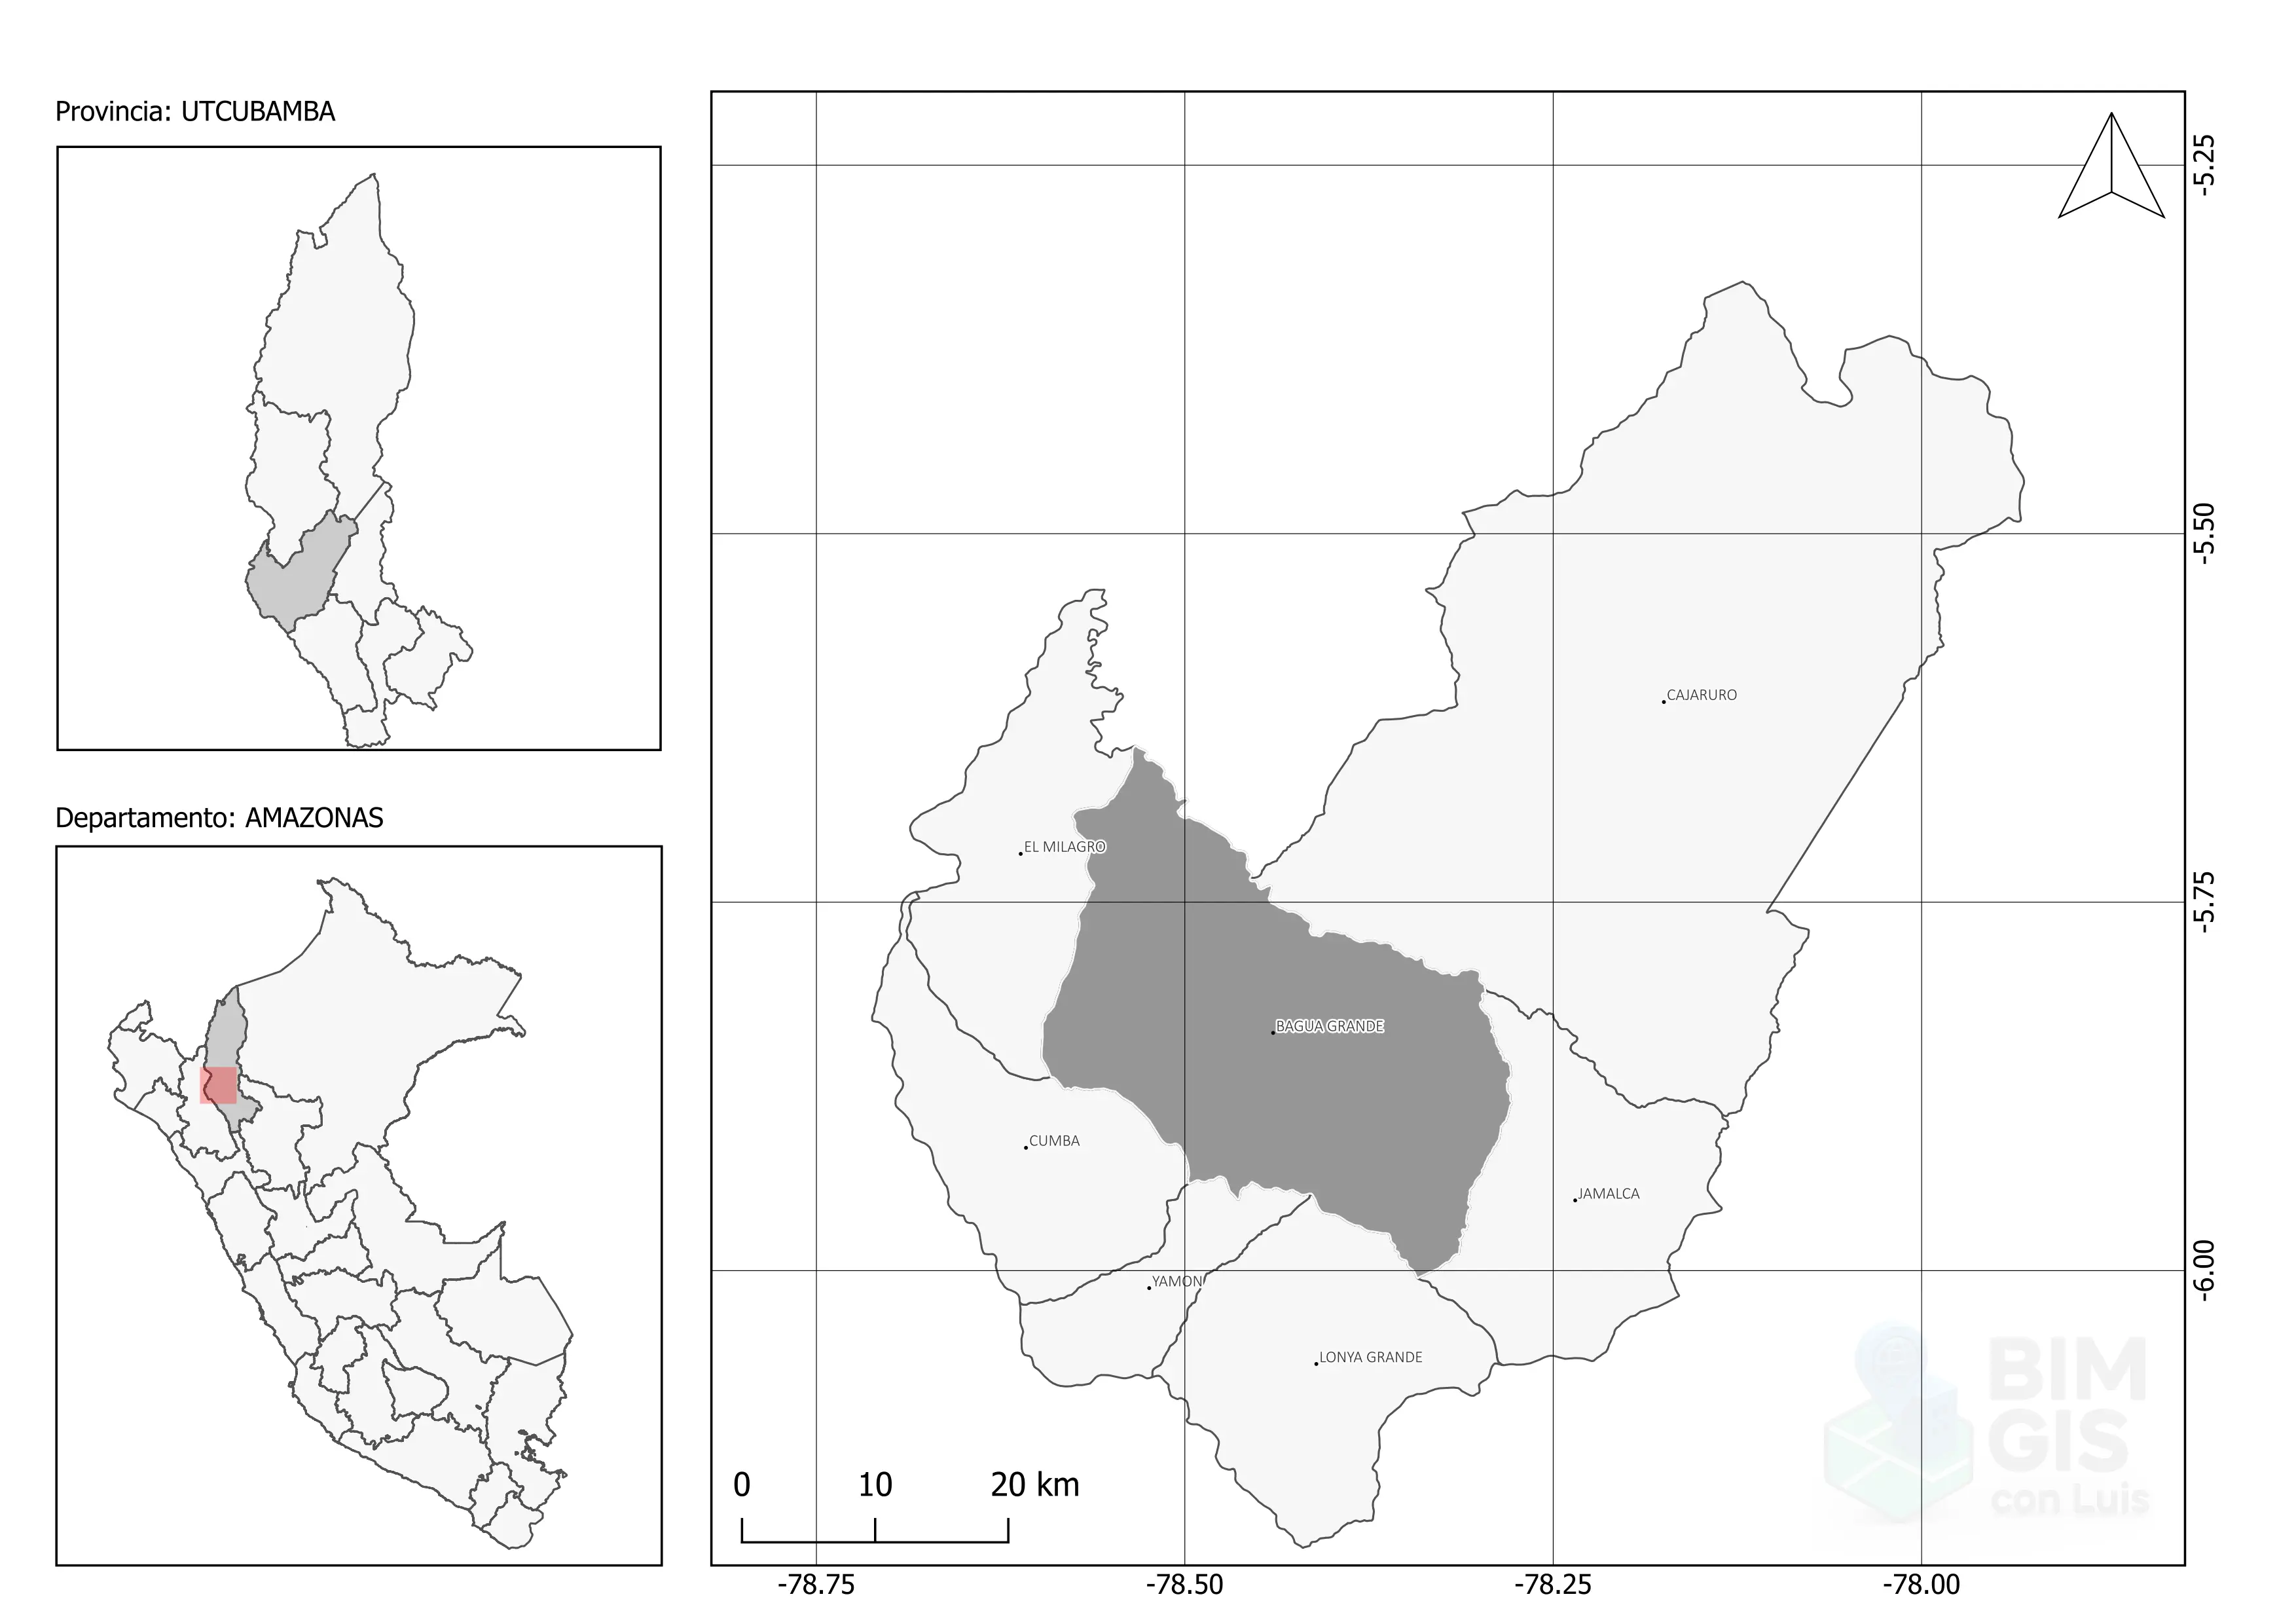 Provincia: UTCUBAMBA
Departamento: AMAZONAS
-5.25
-5.50
CAJARURO
EL MILAGRO
-5.75
BAGUA GRANDE
CUMBA
JAMALCA
-6.00
YAMON
LONYA GRANDE
BIM
GIS
con Luis
0 10 20 km
-78.75 -78.50 -78.25 -78.00